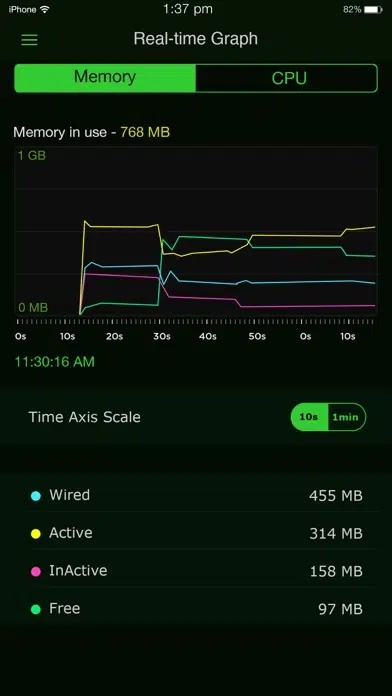 iPhone 1:37 pm 82%
Real-time Graph
Memory CPU
Memory in use - 768 MB
1 GB
0 MB
0s 10s 20s 30s 40s 50s 0s 10s
11:30:16 AM
Time Axis Scale 10s 1min
Wired 455 MB
Active 314 MB
InActive 158 MB
Free 97 MB